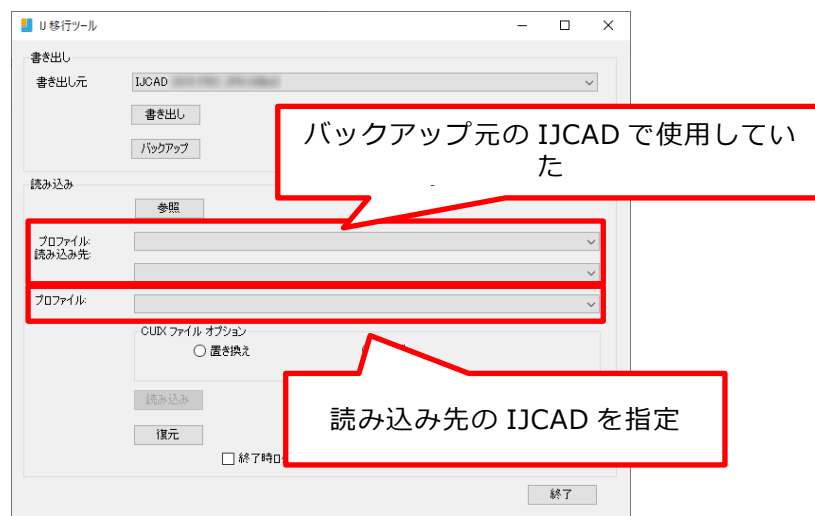 IJ 移行ツール
書き出し
書き出し元
IJCAD
書き出し
バックアップ
バックアップ元の IJCAD で使用してい
た
読み込み
参照
プロファイル:
読み込み先:
プロファイル:
CUIX ファイル オプション
置き換え
読み込み
読み込み先の IJCAD を指定
復元
終了時ロ
終了